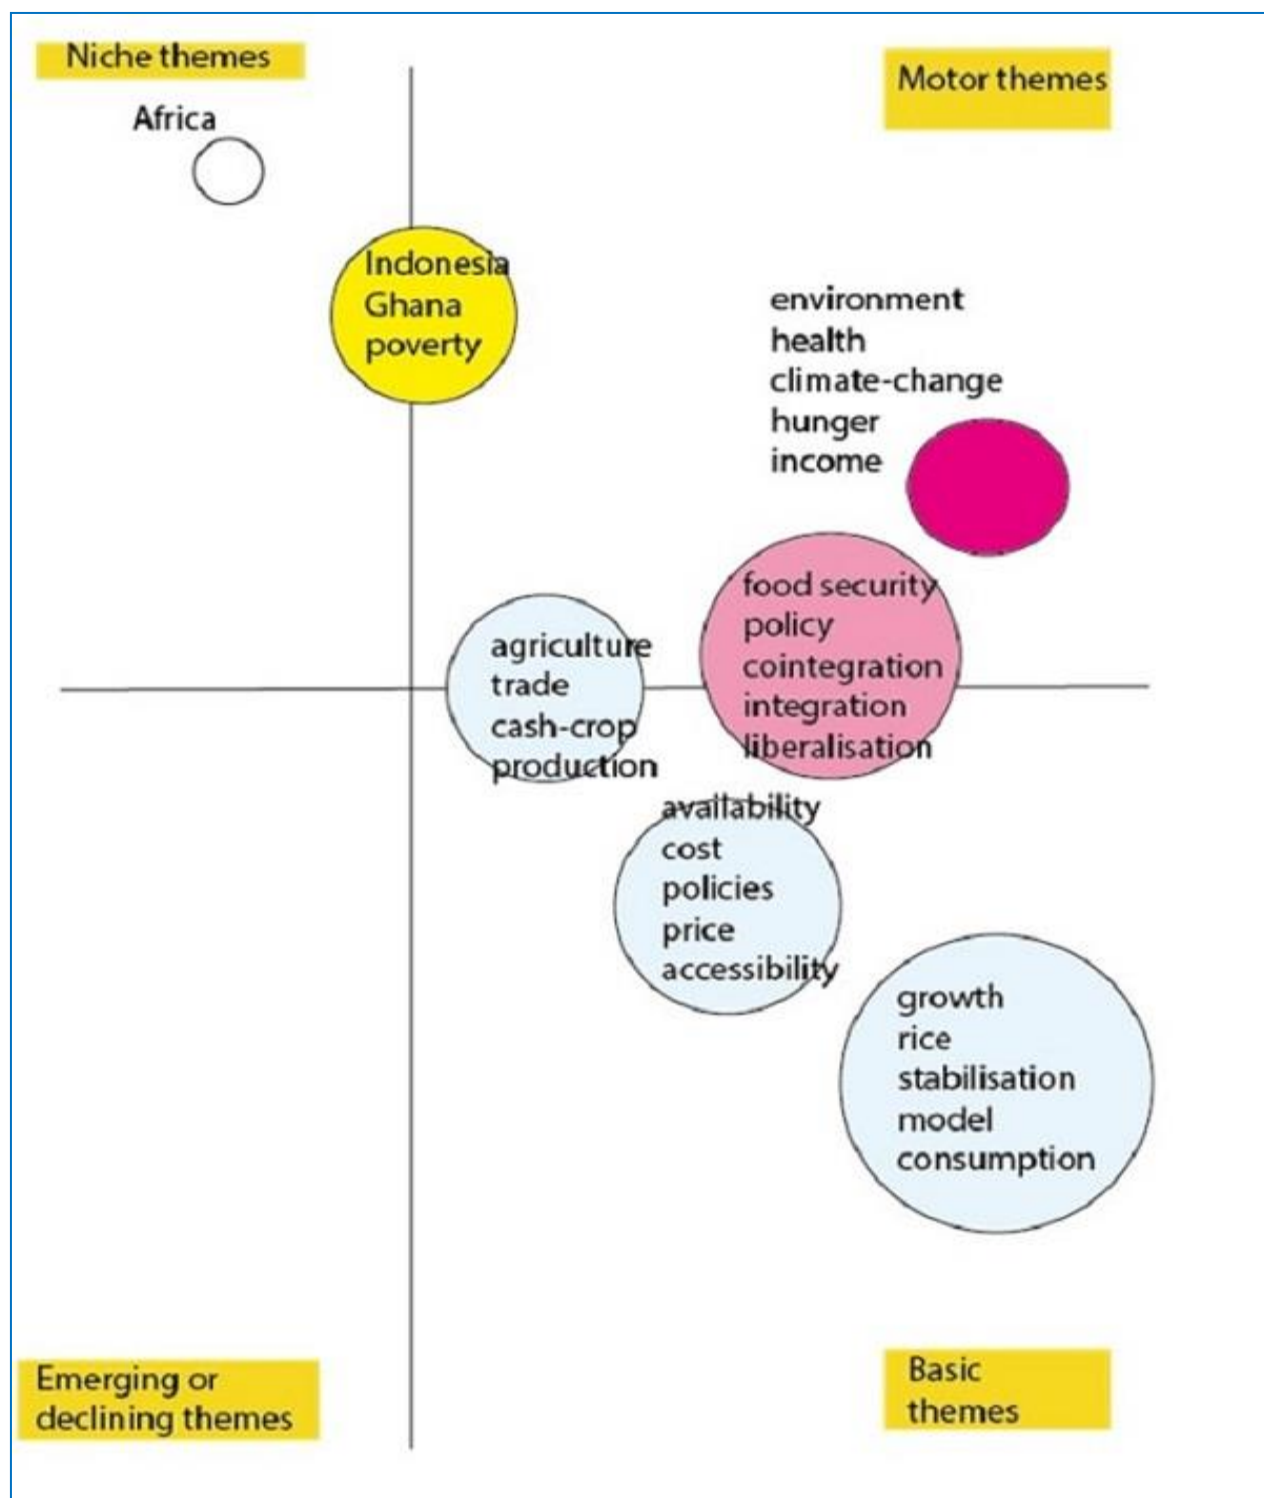 Niche themes
Motor themes
Africa
Indonesia
Ghana
poverty
environment
health
climate-change
hunger
income
food security
policy
cointegration
integration
liberalisation
agriculture
trade
cash-crop
production
availability
cost
policies
price
accessibility
growth
rice
stabilisation
model
consumption
Emerging or
declining themes
Basic
themes